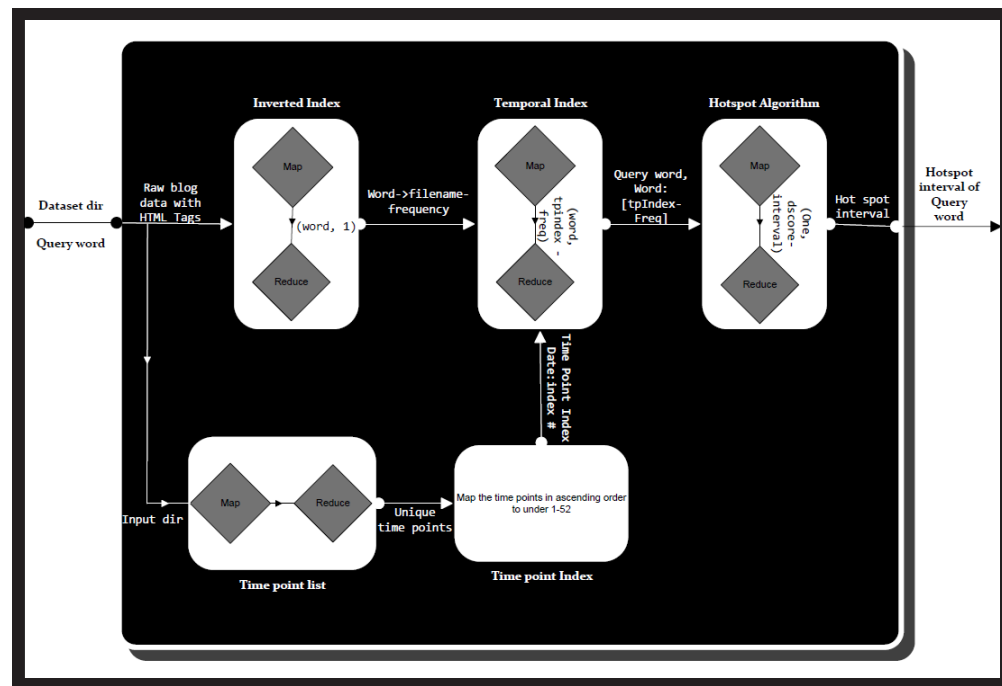 Inverted Index
Temporal Index
Hotspot Algorithm
Dataset dir
Query word
Raw blog
data with
HTML Tags
Map
(word, 1)
Reduce
Word->filename-
frequency
Map
(word,
tpindex -
freq)
Reduce
Query word,
Word:
[tpIndex-
Freq]
Map
(One,
dscore-
interval)
Reduce
Hot spot
interval
Hotspot
interval of
Query
word
Time Point Index
Date:index #
Input dir
Map
Reduce
Time point list
Unique
time points
Map the time points in ascending order
to under 1-52
Time point Index